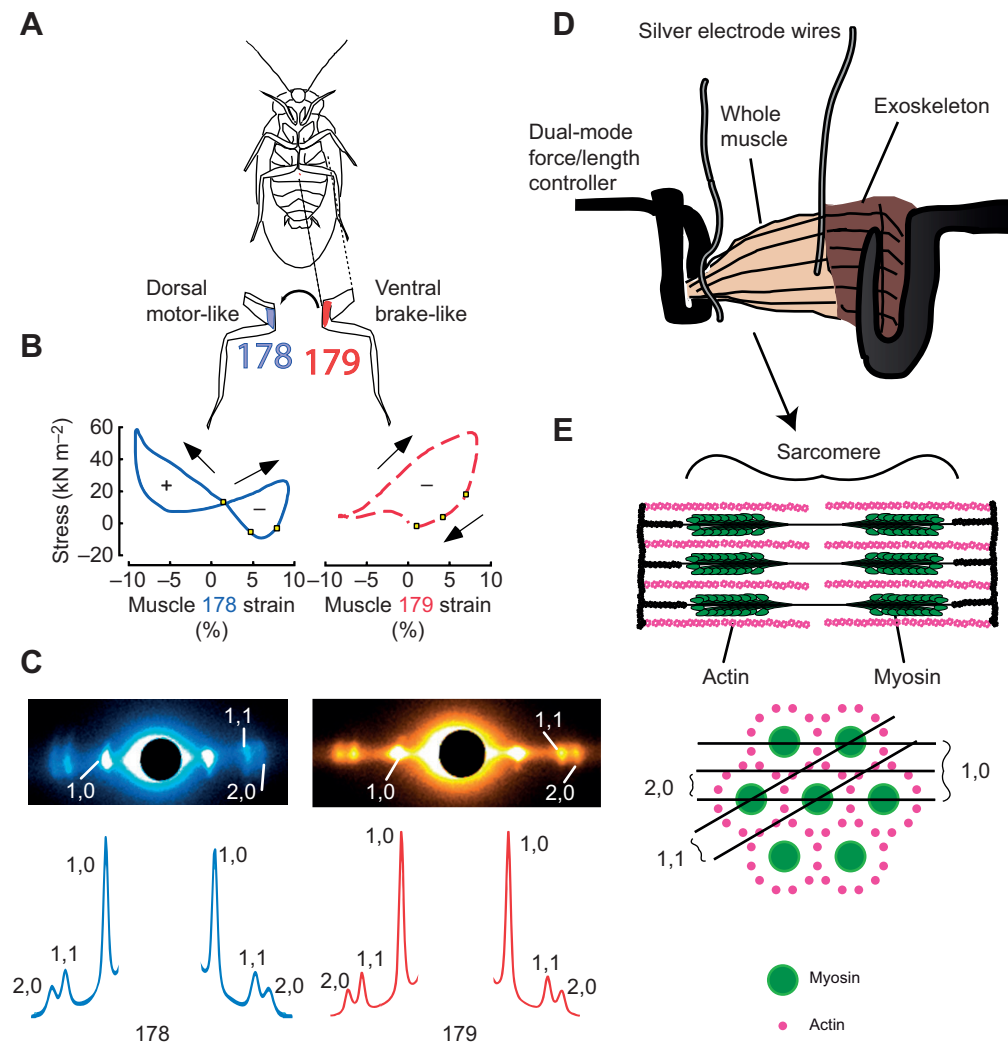 A
Dorsal
motor-like
Ventral
brake-like
178
179
B
Stress (kN m–2)
60
40
20
0
–20
+
–
–
–10
–5
0
5
10
–10
–5
0
5
10
Muscle 178 strain
(%)
Muscle 179 strain
(%)
C
1,1
1,0
2,0
1,1
1,0
2,0
1,0
1,0
1,1
1,1
2,0
2,0
178
1,0
1,0
1,1
1,1
2,0
2,0
179
D
Silver electrode wires
Whole
muscle
Exoskeleton
Dual-mode
force/length
controller
E
Sarcomere
Actin
Myosin
1,0
2,0
1,1
Myosin
Actin